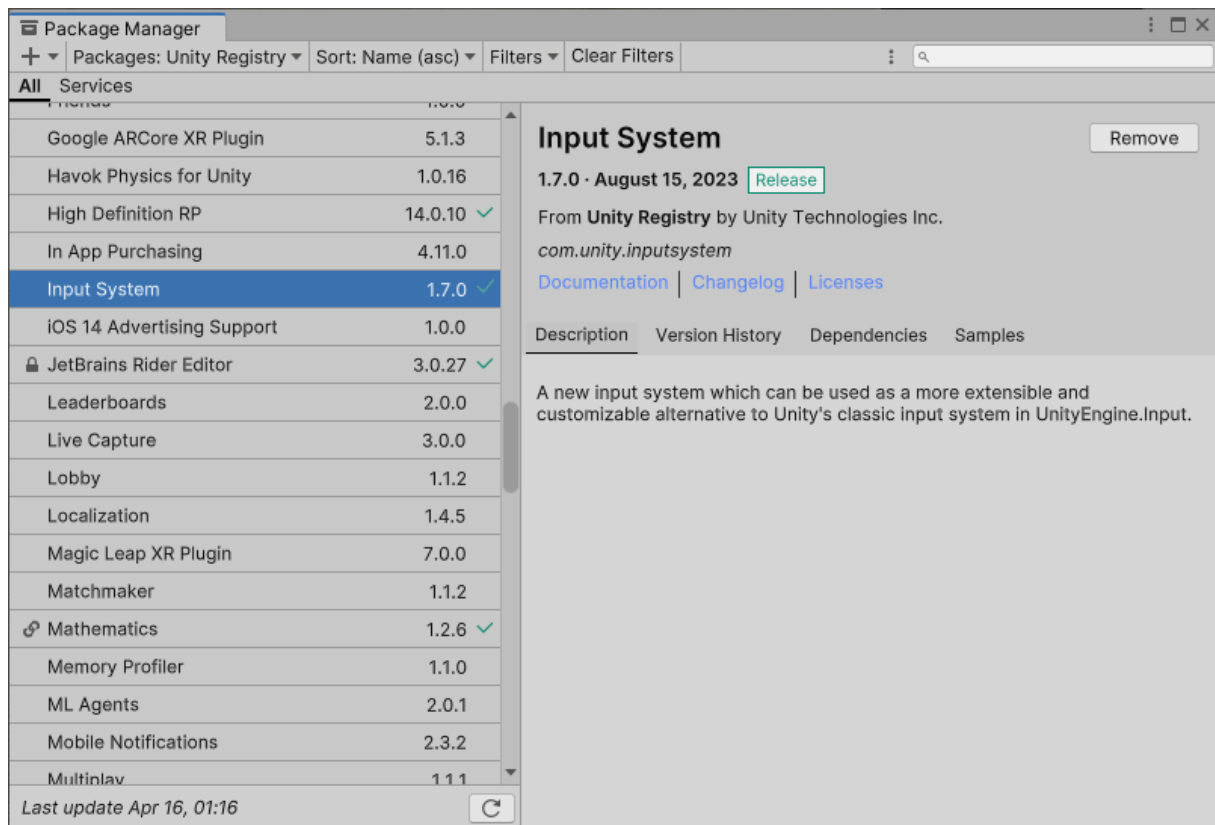 Package Manager
Packages: Unity Registry Sort: Name (asc) Filters Clear Filters
All Services
Friends 1.0.0
Google ARCore XR Plugin 5.1.3
Havok Physics for Unity 1.0.16
High Definition RP 14.0.10
In App Purchasing 4.11.0
Input System 1.7.0
iOS 14 Advertising Support 1.0.0
JetBrains Rider Editor 3.0.27
Leaderboards 2.0.0
Live Capture 3.0.0
Lobby 1.1.2
Localization 1.4.5
Magic Leap XR Plugin 7.0.0
Matchmaker 1.1.2
Mathematics 1.2.6
Memory Profiler 1.1.0
ML Agents 2.0.1
Mobile Notifications 2.3.2
Multiplay 1.1.1
Last update Apr 16, 01:16
Input System
Remove
1.7.0 · August 15, 2023 Release
From Unity Registry by Unity Technologies Inc.
com.unity.inputsystem
Documentation | Changelog | Licenses
Description Version History Dependencies Samples
A new input system which can be used as a more extensible and
customizable alternative to Unity's classic input system in UnityEngine.Input.